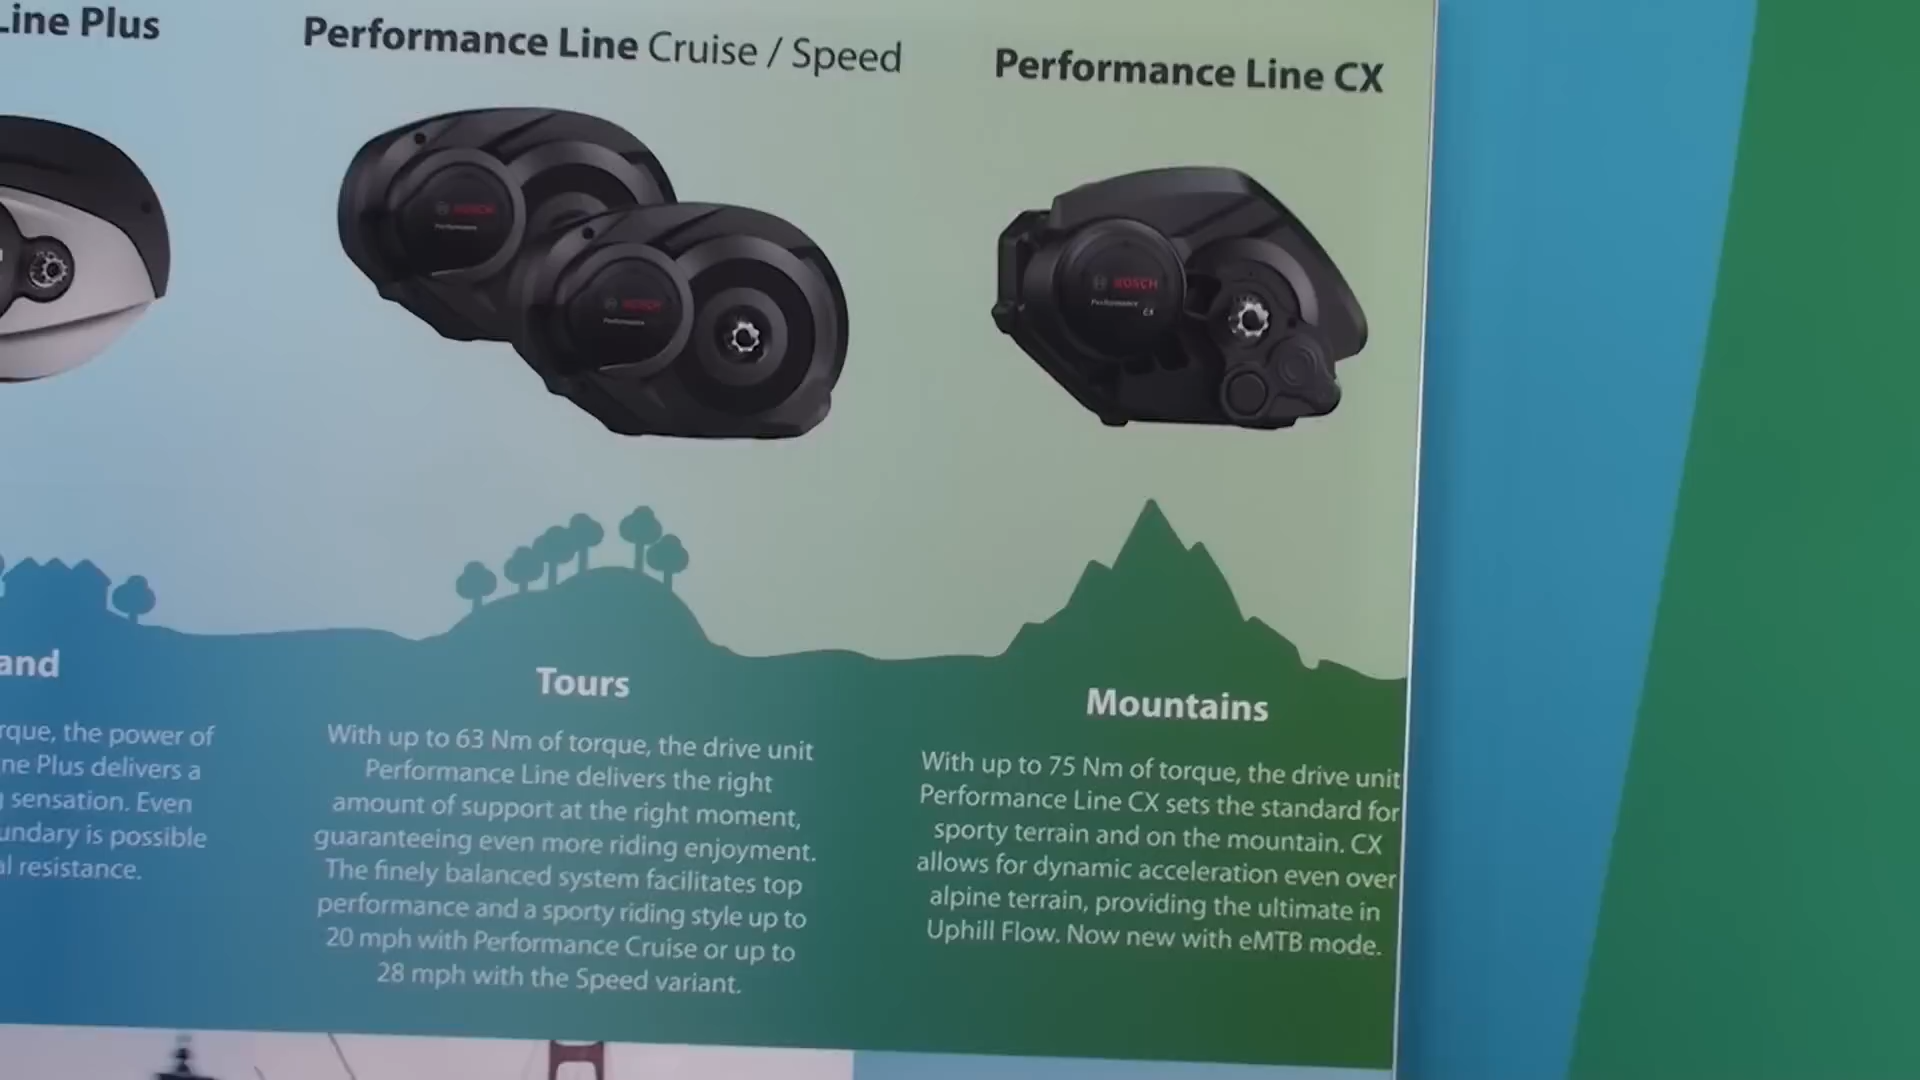 Line Plus
Performance Line Cruise / Speed
Performance Line CX
BOSCH
Performance
BOSCH
Performance
BOSCH
Performance
CX
and
rque, the power of
ne Plus delivers a
sensation. Even
undary is possible
al resistance.
Tours
With up to 63 Nm of torque, the drive unit
Performance Line delivers the right
amount of support at the right moment,
guaranteeing even more riding enjoyment.
The finely balanced system facilitates top
performance and a sporty riding style up to
20 mph with Performance Cruise or up to
28 mph with the Speed variant.
Mountains
With up to 75 Nm of torque, the drive unit
Performance Line CX sets the standard for
sporty terrain and on the mountain. CX
allows for dynamic acceleration even over
alpine terrain, providing the ultimate in
Uphill Flow. Now new with eMTB mode.